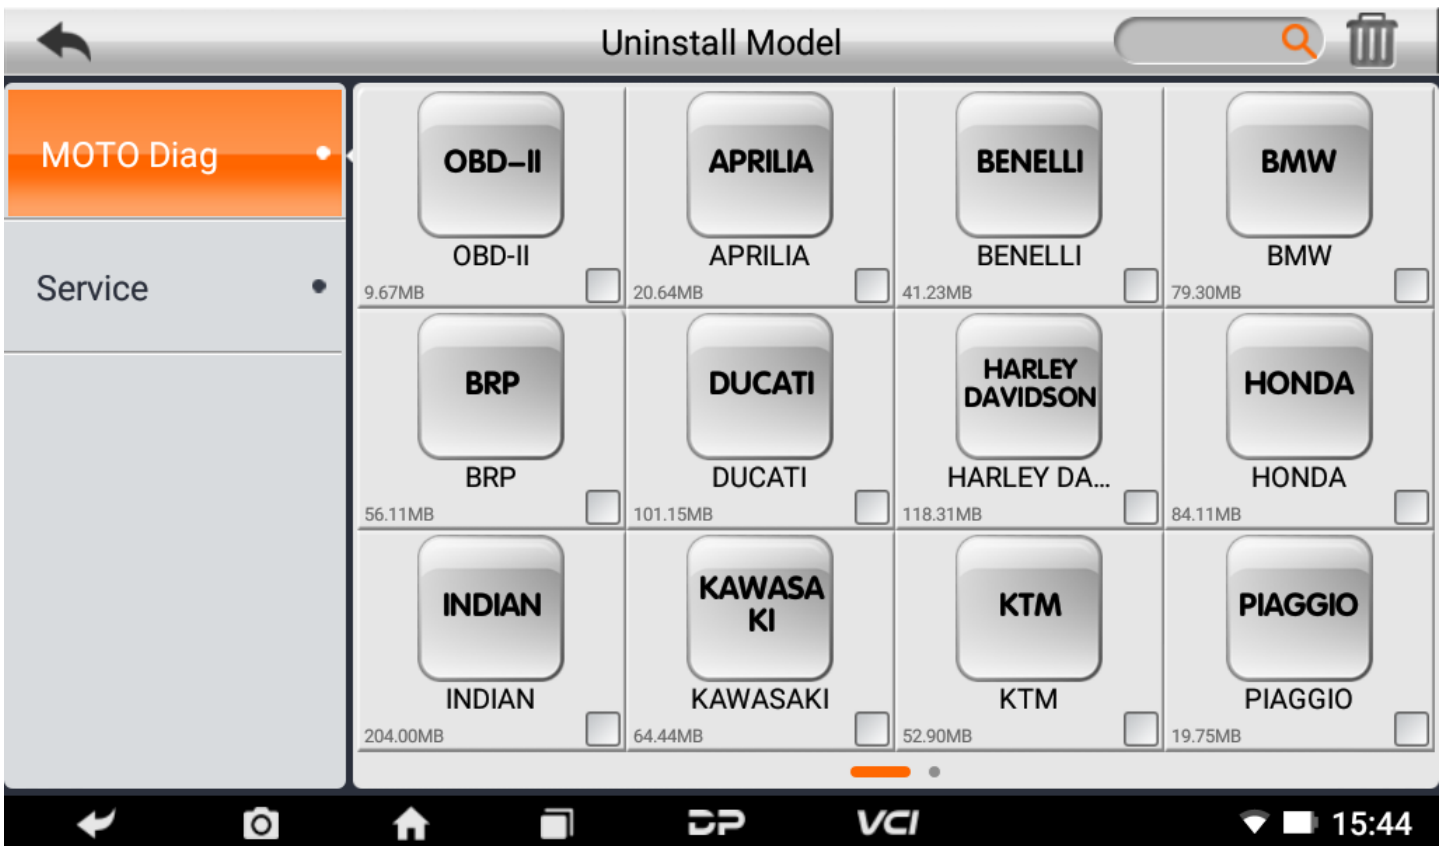 Uninstall Model
MOTO Diag
Service
OBD–II
APRILIA
BENELLI
BMW
OBD-II
APRILIA
BENELLI
BMW
9.67MB
20.64MB
41.23MB
79.30MB
BRP
DUCATI
HARLEY
DAVIDSON
HONDA
BRP
DUCATI
HARLEY DA...
HONDA
56.11MB
101.15MB
118.31MB
84.11MB
INDIAN
KAWASA
KI
KTM
PIAGGIO
INDIAN
KAWASAKI
KTM
PIAGGIO
204.00MB
64.44MB
52.90MB
19.75MB
DP
VCI
15:44